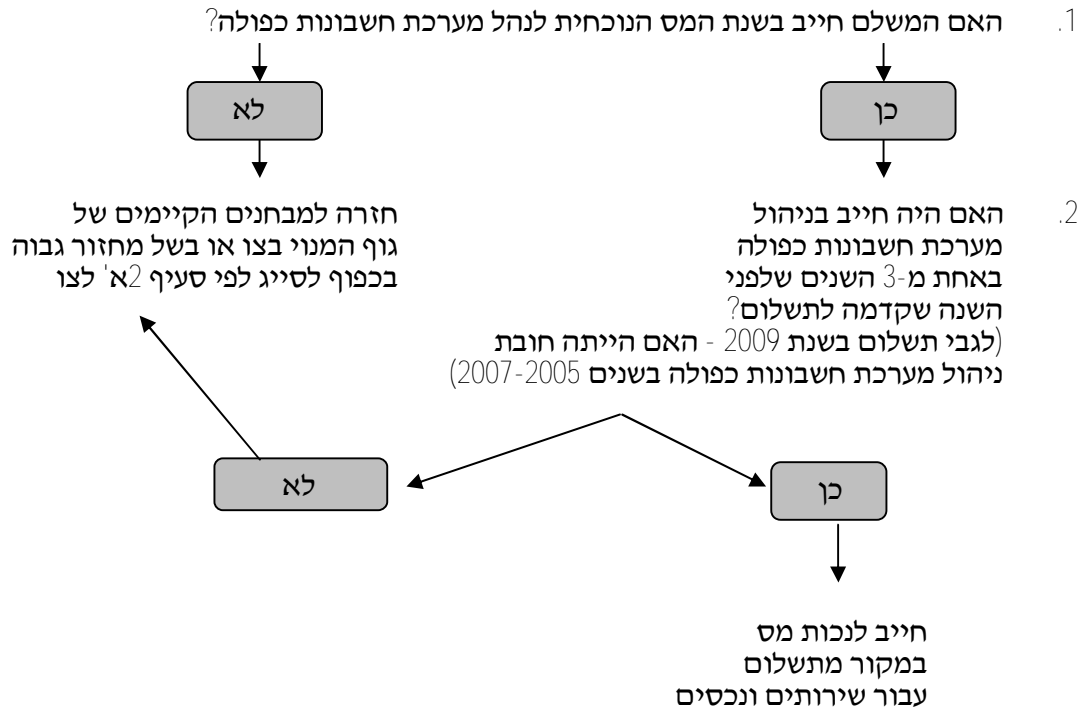 1. האם המשלם חייב בשנת המס הנוכחית לנהל מערכת חשבונות כפולה?
כן
לא
2. האם היה חייב בניהול
מערכת חשבונות כפולה
באחת מ-3 השנים שלפני
השנה שקדמה לתשלום?
(לגבי תשלום בשנת 2009 - האם הייתה חובת
ניהול מערכת חשבונות כפולה בשנים 2007-2005)
חזרה למבחנים הקיימים של
גוף המנוי בצו או בשל מחזור גבוה
בכפוף לסייג לפי סעיף 2א' לצו
כן
לא
חייב לנכות מס
במקור מתשלום
עבור שירותים ונכסים